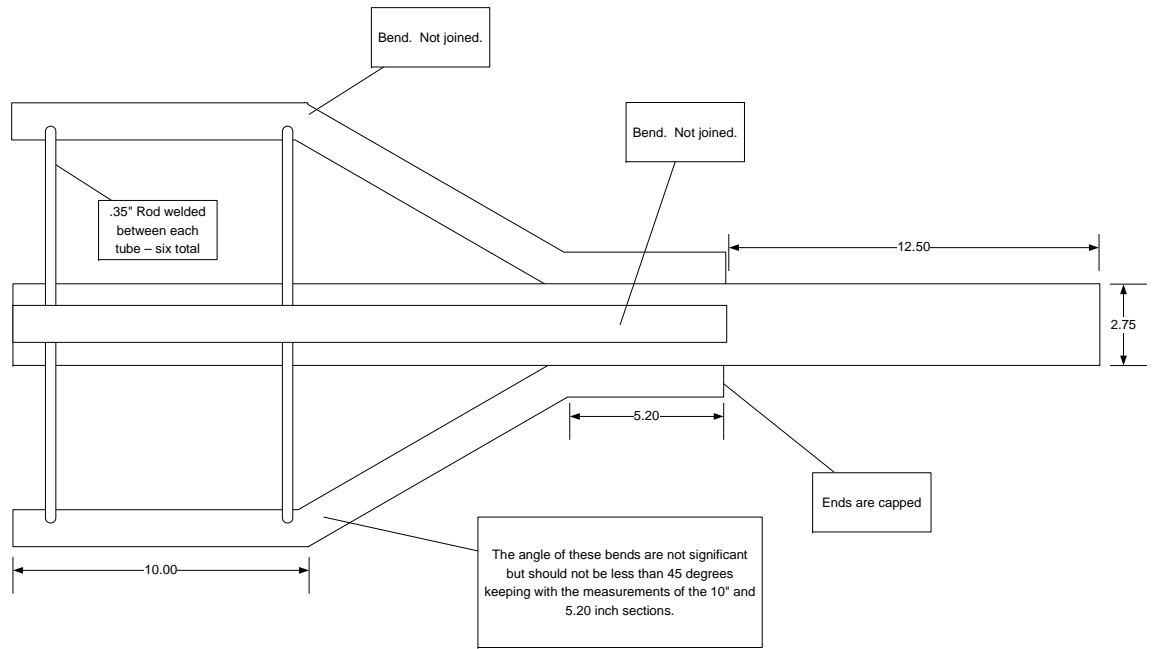 Bend.  Not joined.
Bend.  Not joined.
.35" Rod welded
between each
tube – six total
12.50
2.75
5.20
Ends are capped
The angle of these bends are not significant
but should not be less than 45 degrees
keeping with the measurements of the 10" and
5.20 inch sections.
10.00